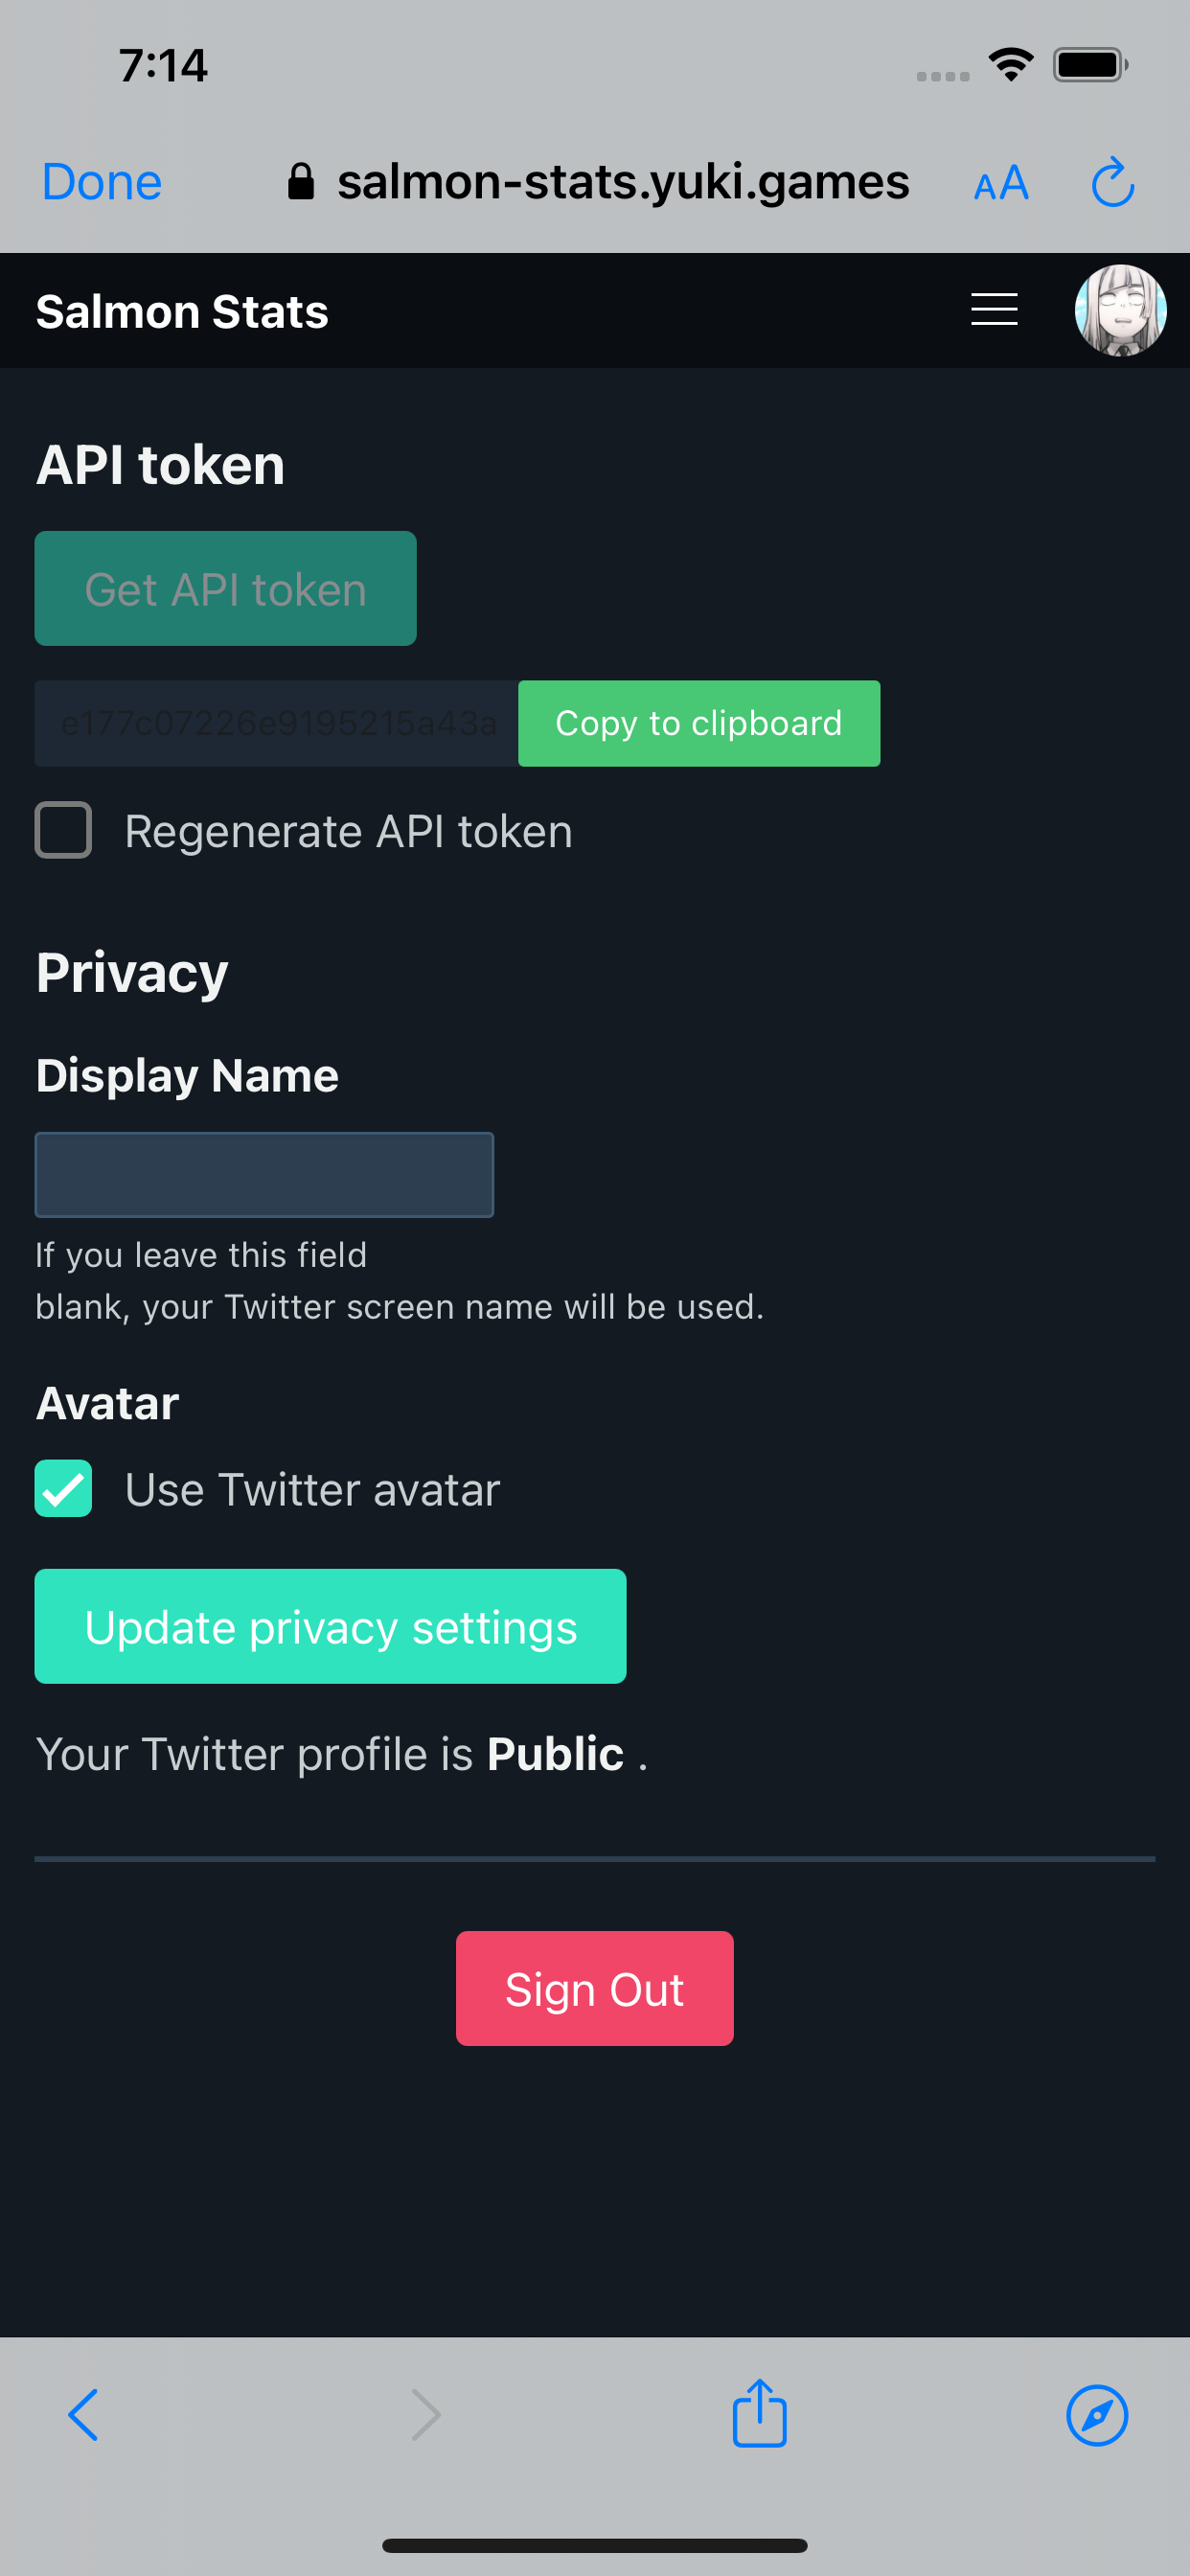 7:14
Done
salmon-stats.yuki.games
AA
Salmon Stats
API token
Get API token
e177c07226e9195215a43a
Copy to clipboard
Regenerate API token
Privacy
Display Name
If you leave this field
blank, your Twitter screen name will be used.
Avatar
Use Twitter avatar
Update privacy settings
Your Twitter profile is Public .
Sign Out